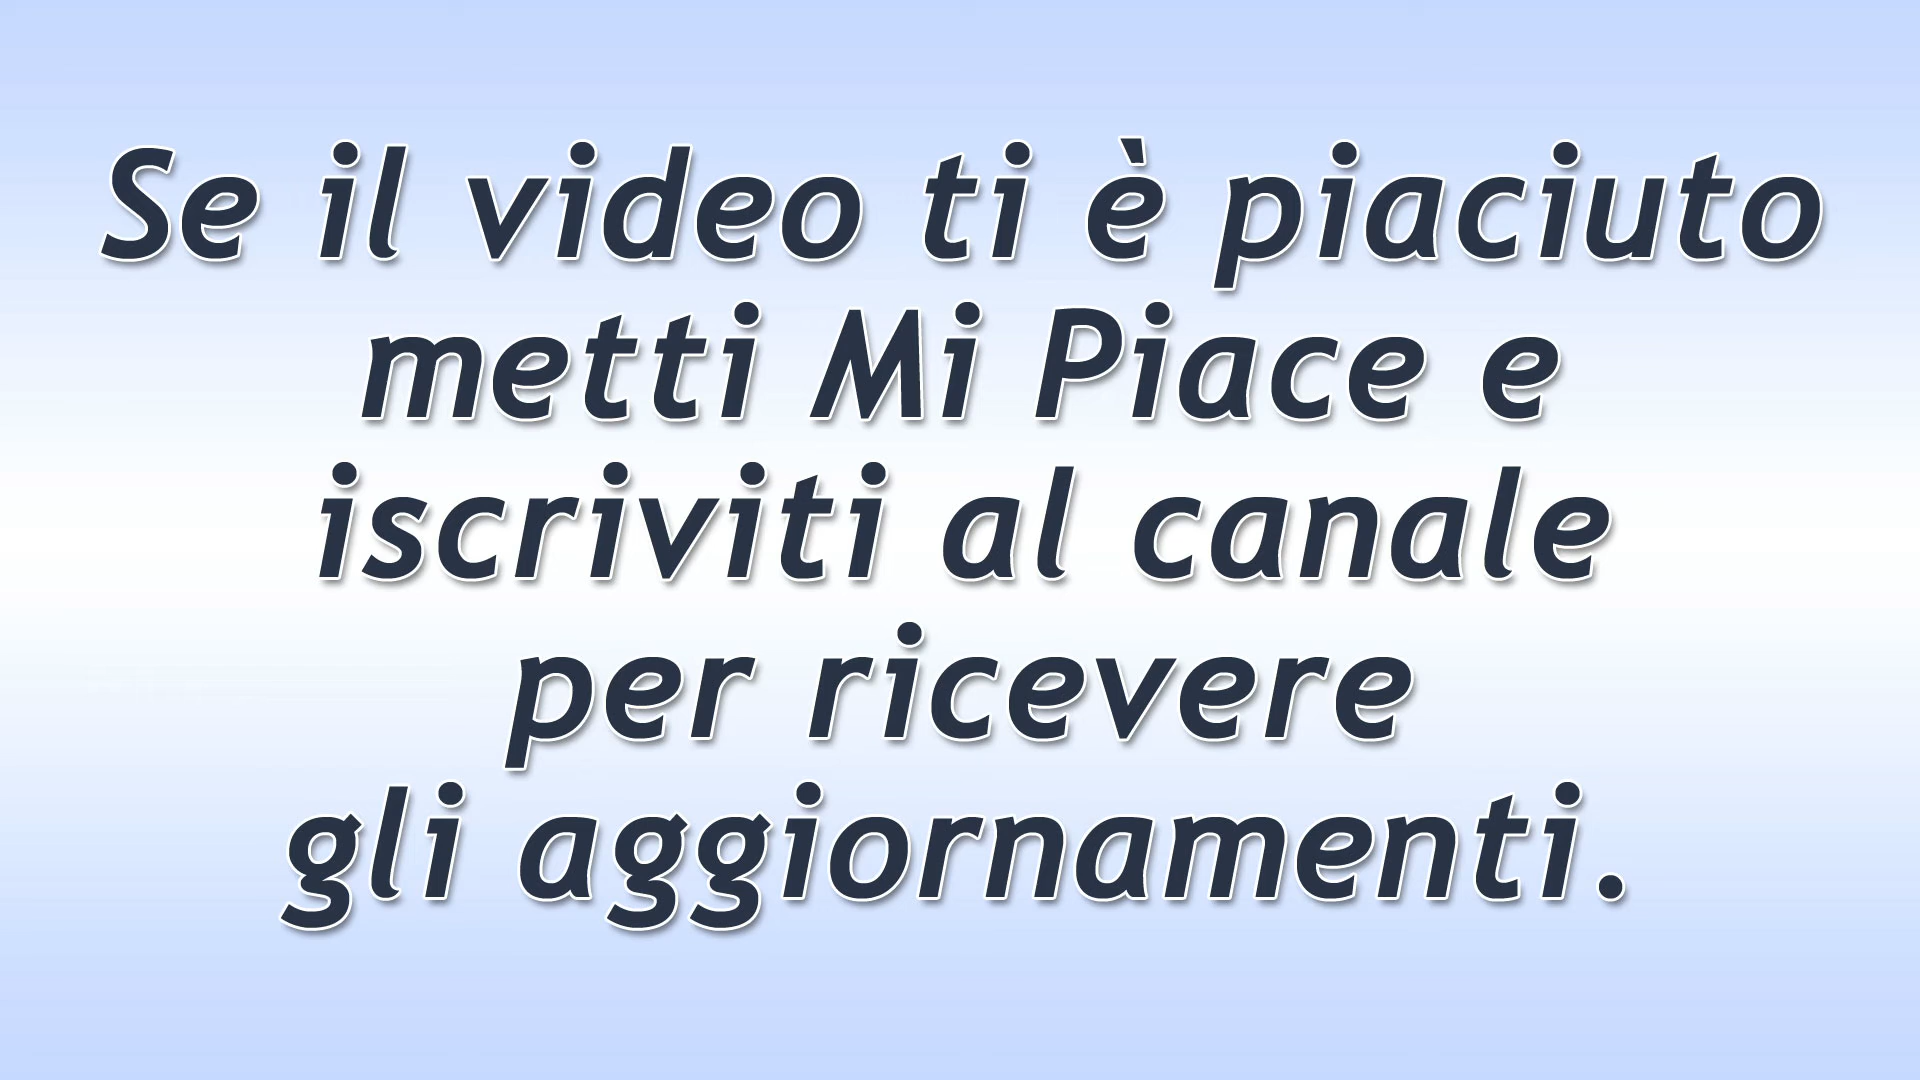 Se il video ti è piaciuto
metti Mi Piace e
iscriviti al canale
per ricevere
gli aggiornamenti.